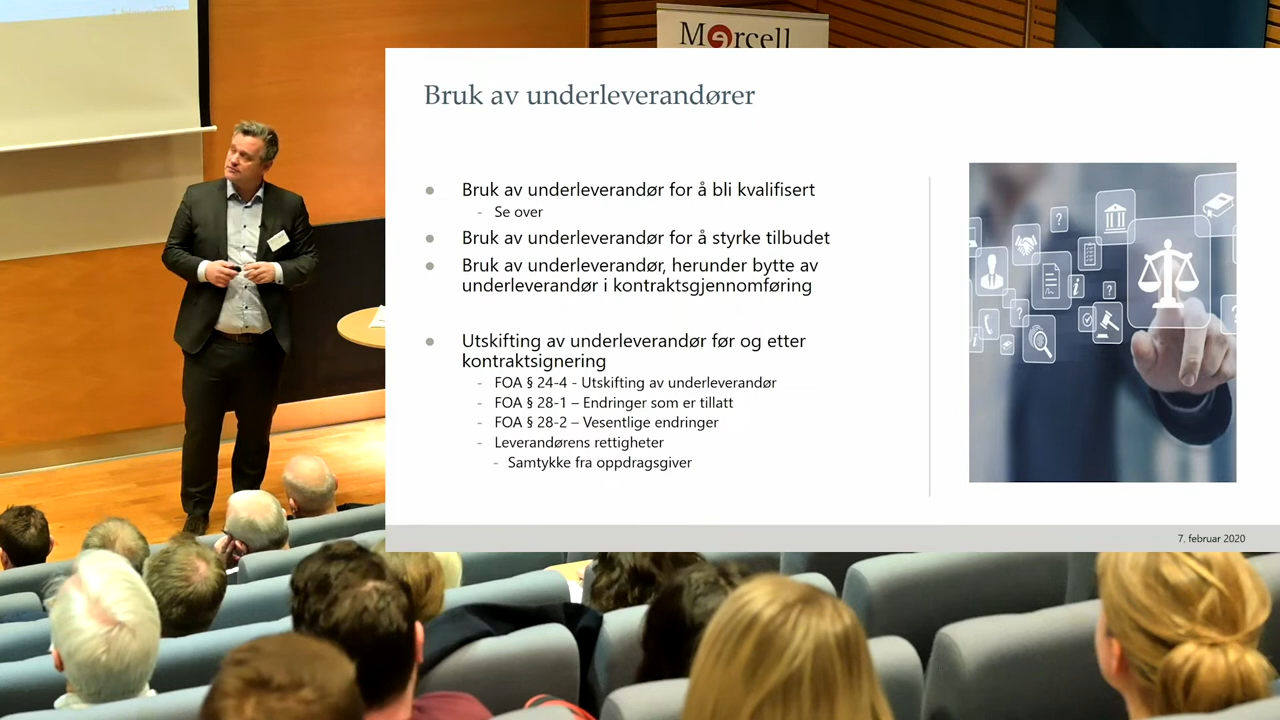 Mercell
Bruk av underleverandører
● Bruk av underleverandør for å bli kvalifisert
- Se over
● Bruk av underleverandør for å styrke tilbudet
● Bruk av underleverandør, herunder bytte av
underleverandør i kontraktsgjennomføring
● Utskifting av underleverandør før og etter
kontraktsignering
- FOA § 24-4 - Utskifting av underleverandør
- FOA § 28-1 – Endringer som er tillatt
- FOA § 28-2 – Vesentlige endringer
- Leverandørens rettigheter
- Samtykke fra oppdragsgiver
7. februar 2020